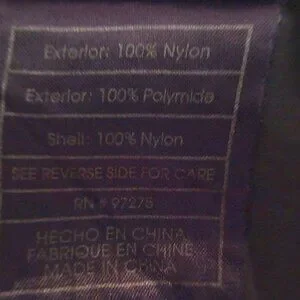 Exterior: 100% Nylon
Exterior: 100% Polymide
Shell: 100% Nylon
SEE REVERSE SIDE FOR CARE
RN # 97275
HECHO EN CHINA
FABRIQUE EN CHINE
MADE IN CHINA